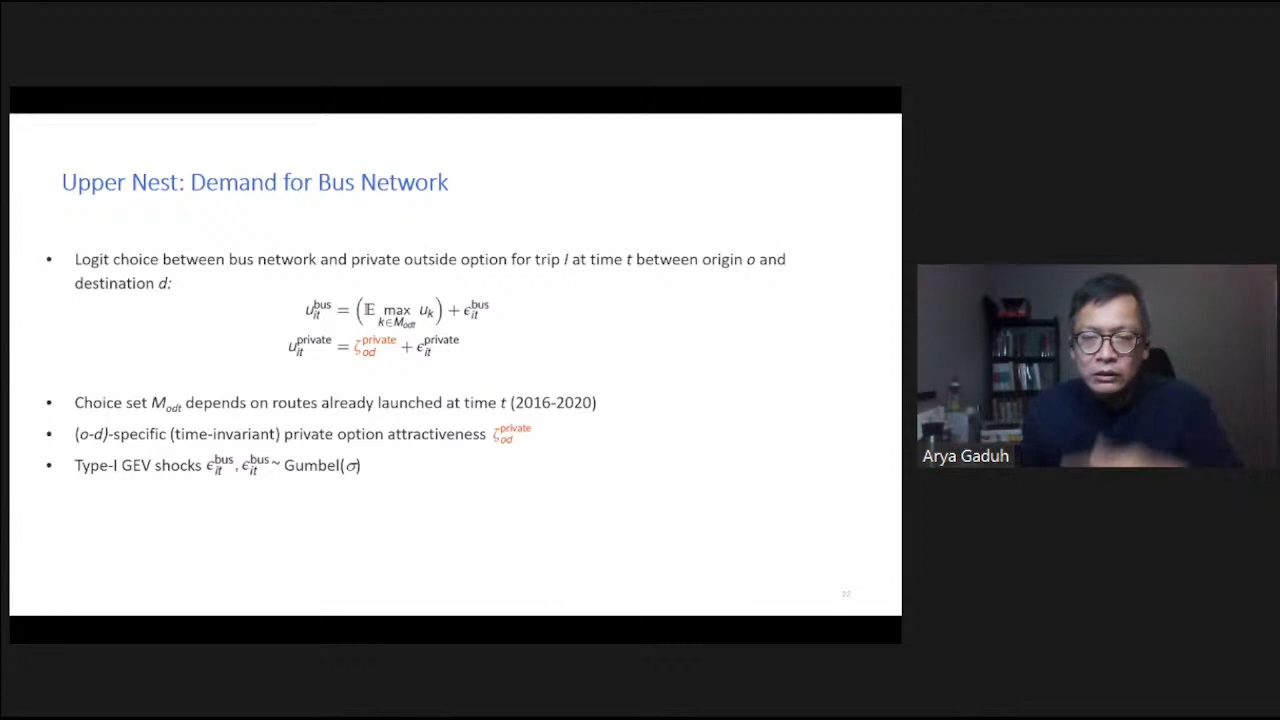 Upper Nest: Demand for Bus Network
• Logit choice between bus network and private outside option for trip I at time t between origin o and
destination d:
u_{it}^{bus} = (𝔼 max_{k∈M_{odt}} u_k) + ϵ_{it}^{bus}
u_{it}^{private} = ζ_{od}^{private} + ϵ_{it}^{private}
• Choice set M_{odt} depends on routes already launched at time t (2016-2020)
• (o-d)-specific (time-invariant) private option attractiveness ζ_{od}^{private}
• Type-I GEV shocks ϵ_{it}^{bus}, ϵ_{it}^{bus} ~ Gumbel(σ)
22
Arya Gaduh